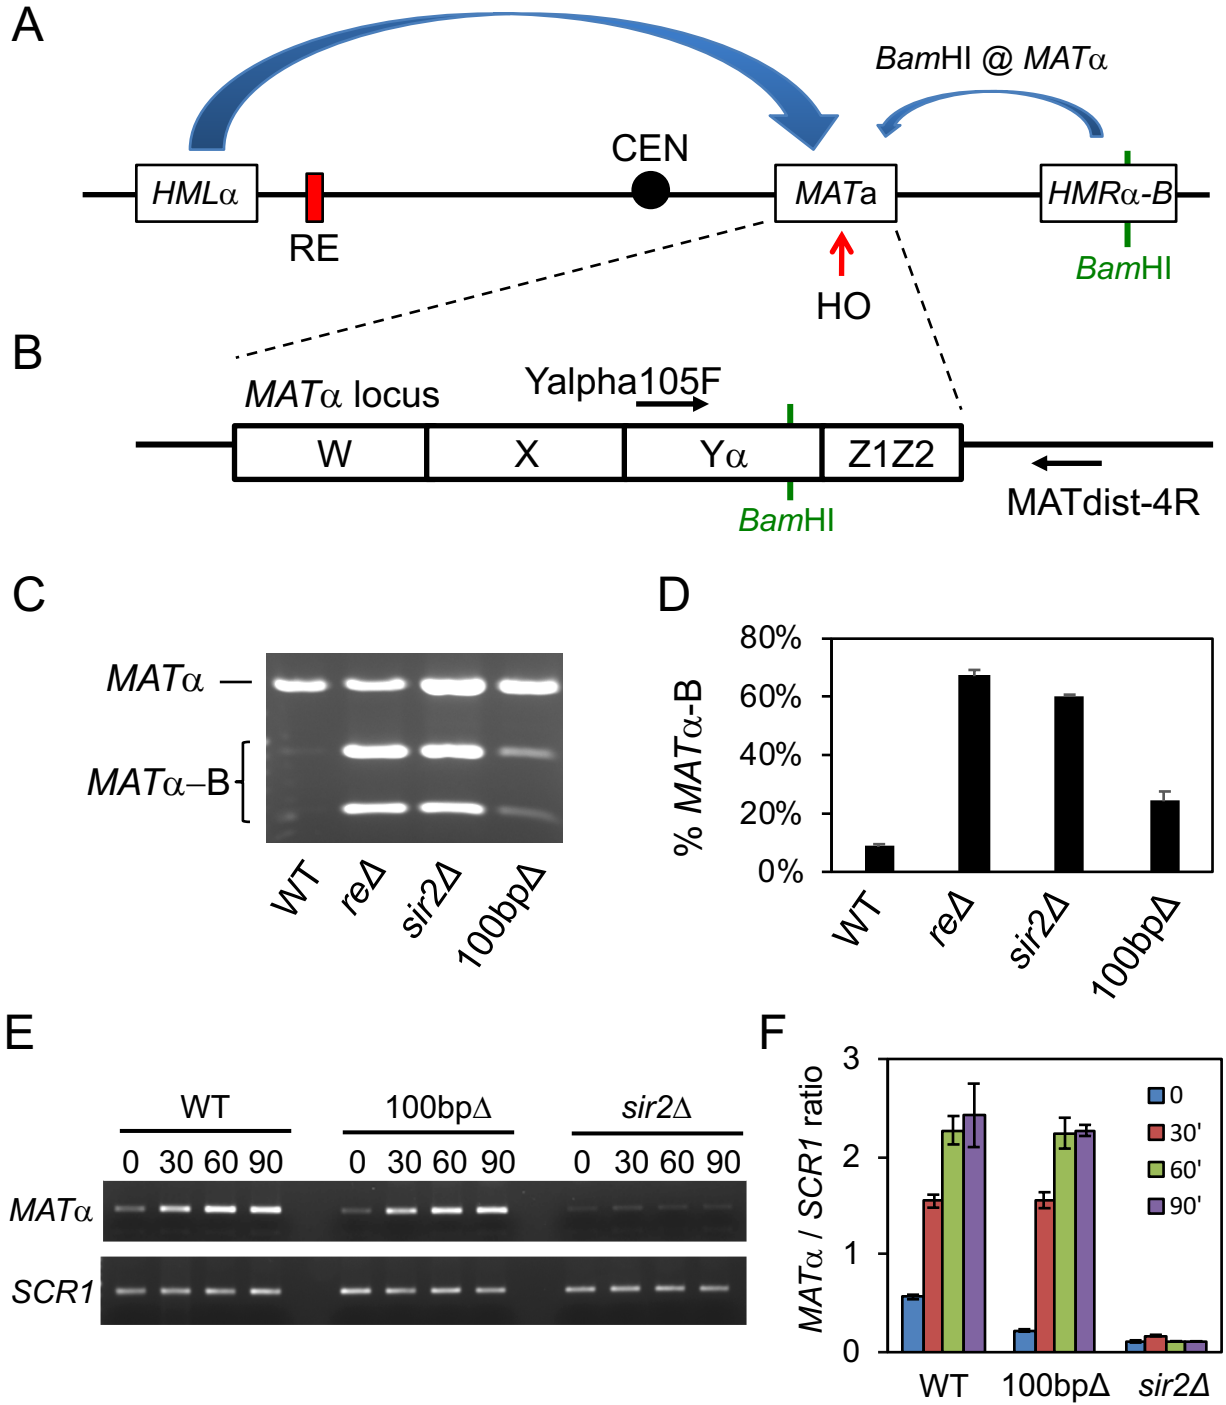 A
BamHI @ MATα
CEN
HMLα
MATa
HMRα-B
RE
BamHI
HO
B
Yalpha105F
MATα locus
W
X
Yα
Z1Z2
BamHI
MATdist-4R
C
MATα
MATα–B
WT
reΔ
sir2Δ
100bpΔ
D
% MATα-B
80%
60%
40%
20%
0%
WT
reΔ
sir2Δ
100bpΔ
E
WT 100bpΔ sir2Δ
0 30 60 90 0 30 60 90 0 30 60 90
MATα
SCR1
F
MATα / SCR1 ratio
3
2
1
0
0
30'
60'
90'
WT 100bpΔ sir2Δ